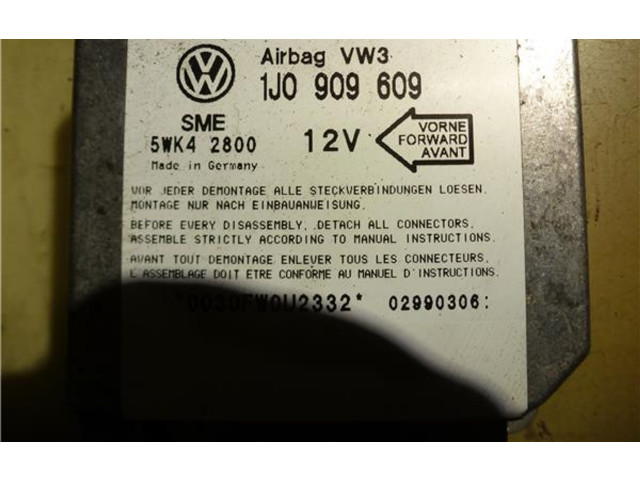 Airbag VW3
1J0 909 609
SME
5WK4 2800
12V
VORNE
FORWARD
AVANT
Made in Germany
VOR JEDER DEMONTAGE ALLE STECKVERBINDUNGEN LOESEN.
MONTAGE NUR NACH EINBAUANWEISUNG.
BEFORE EVERY DISASSEMBLY, DETACH ALL CONNECTORS.
ASSEMBLE STRICTLY ACCORDING TO MANUAL INSTRUCTIONS.
AVANT TOUT DEMONTAGE ENLEVER TOUS LES CONNECTEURS.
L ASSEMBLAGE DOIT ETRE CONFORME AU MANUEL D'INSTRUCTIONS.
*0030FW0U2332* 02990306: